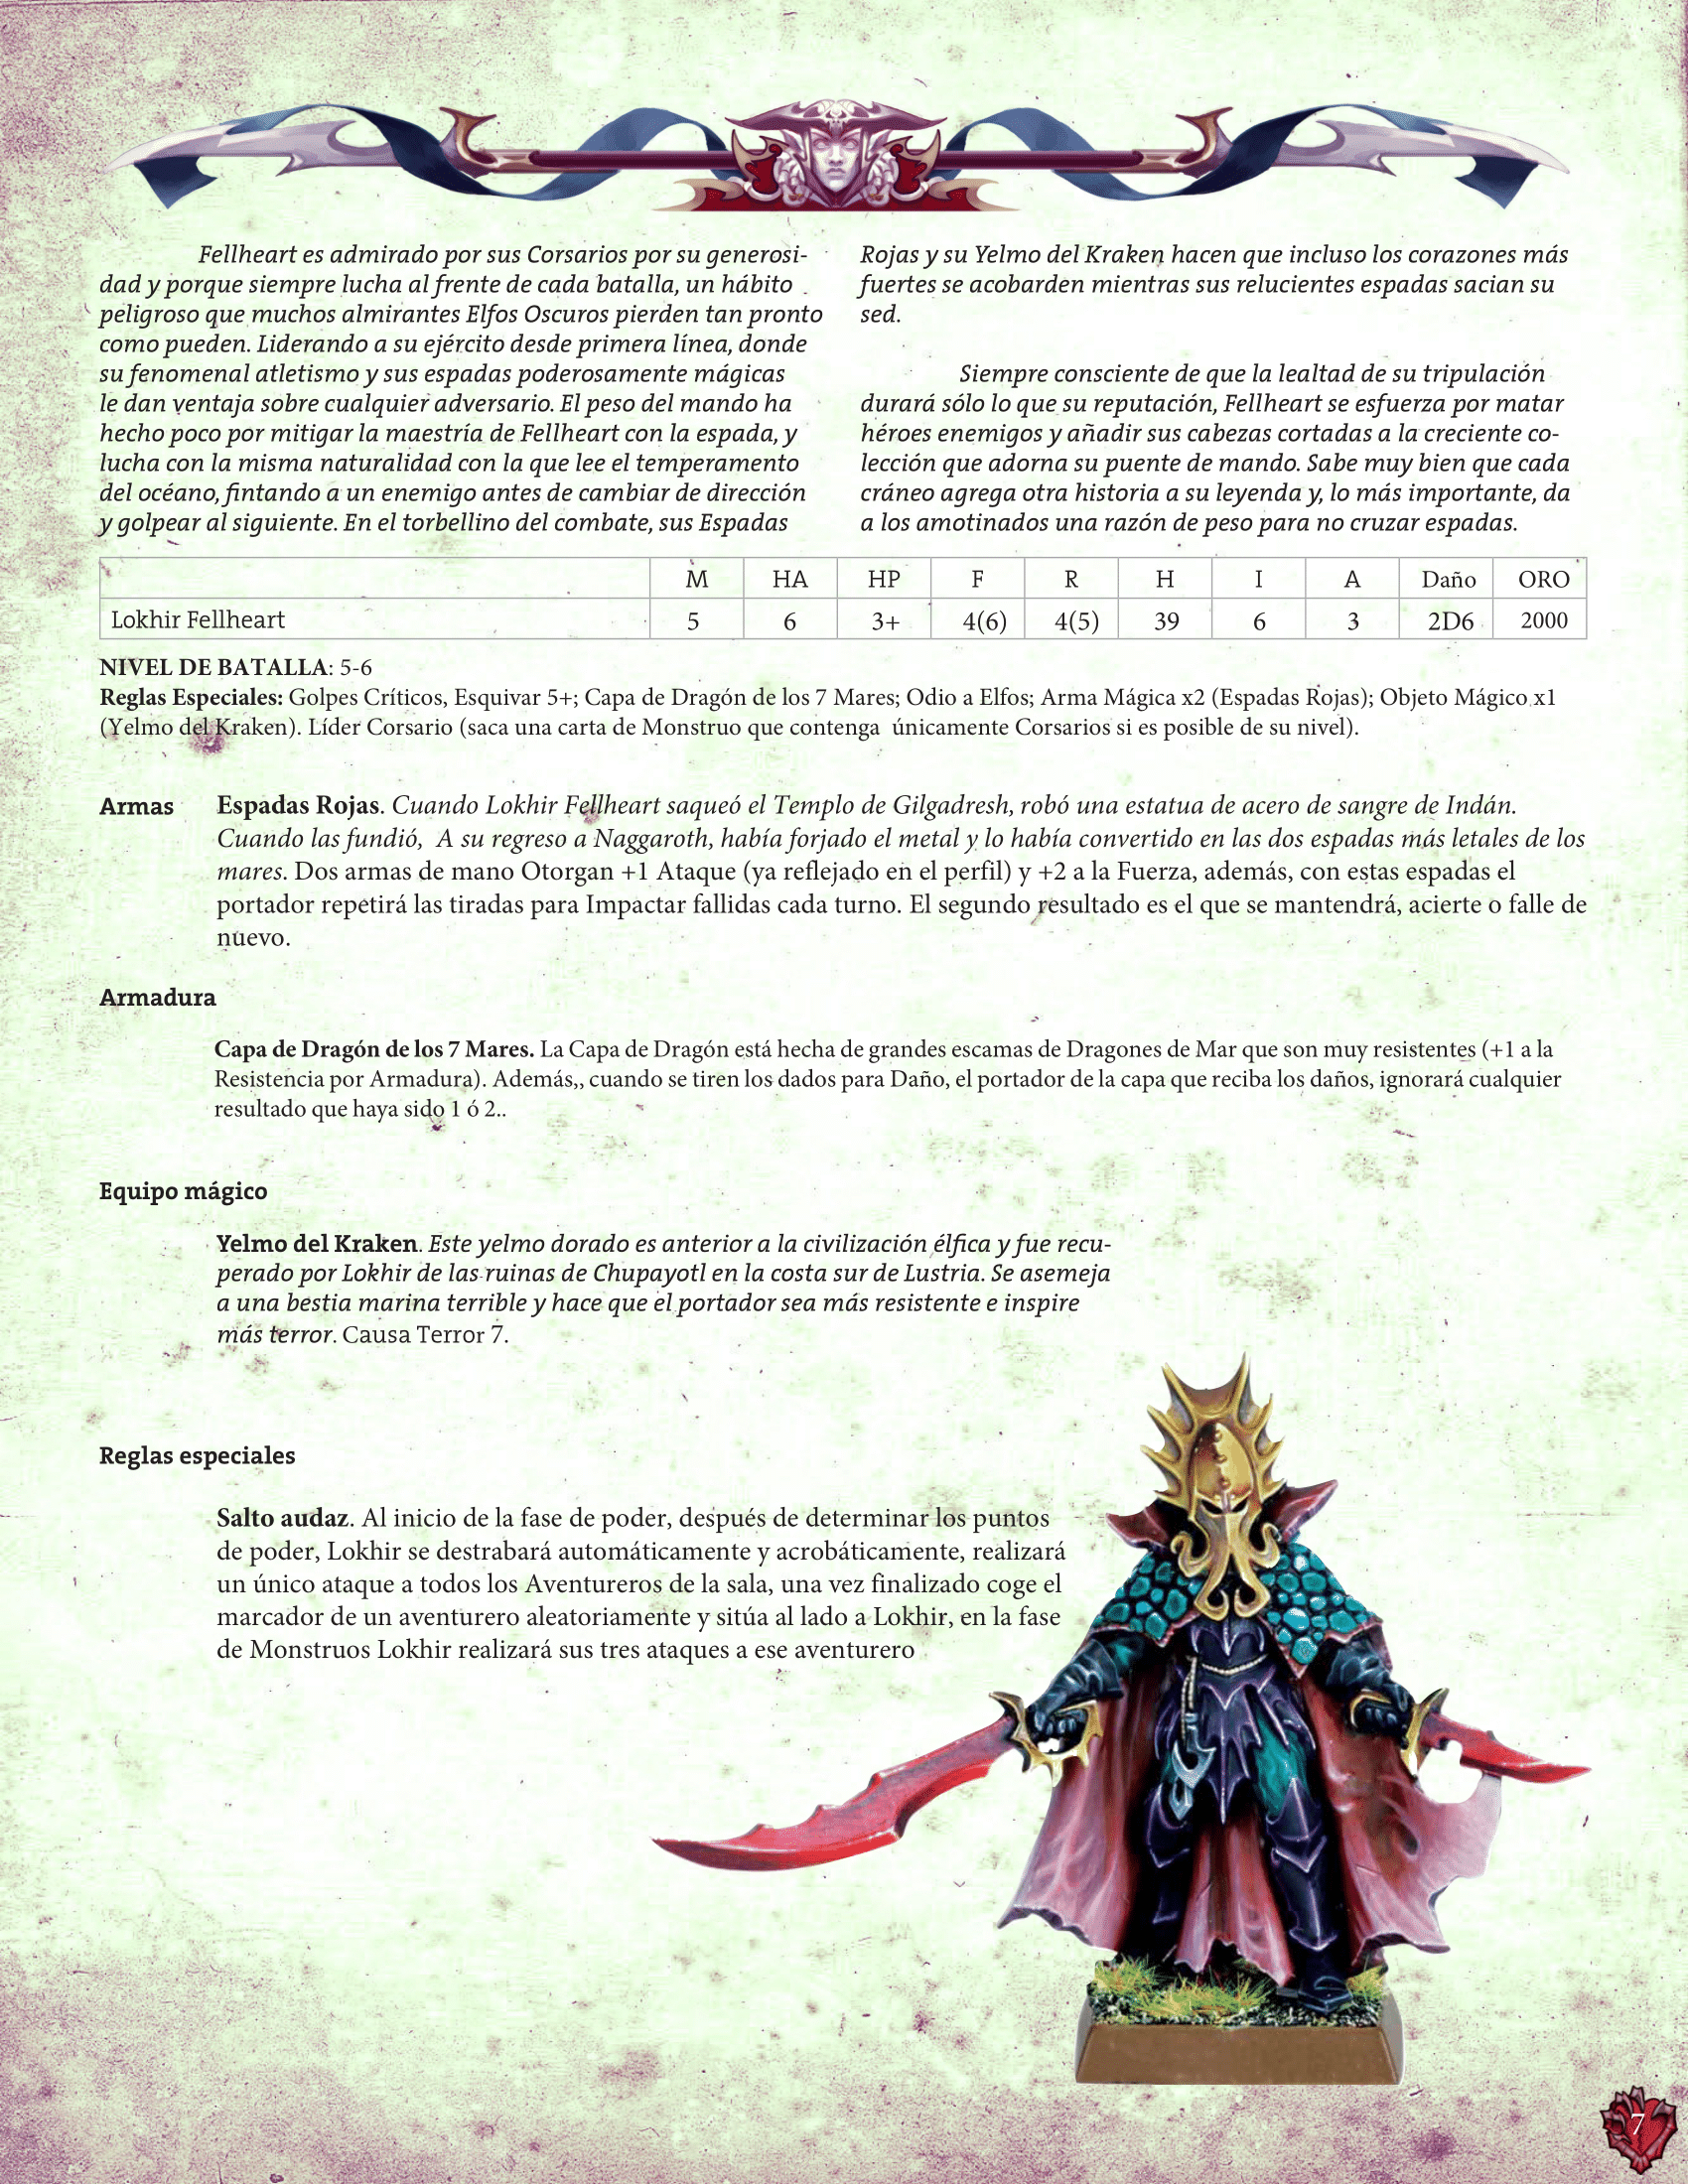 Fellheart es admirado por sus Corsarios por su generosi-
dad y porque siempre lucha al frente de cada batalla, un hábito
peligroso que muchos almirantes Elfos Oscuros pierden tan pronto
como pueden. Liderando a su ejército desde primera línea, donde
su fenomenal atletismo y sus espadas poderosamente mágicas
le dan ventaja sobre cualquier adversario. El peso del mando ha
hecho poco por mitigar la maestría de Fellheart con la espada, y
lucha con la misma naturalidad con la que lee el temperamento
del océano, fintando a un enemigo antes de cambiar de dirección
y golpear al siguiente. En el torbellino del combate, sus Espadas
Rojas y su Yelmo del Kraken hacen que incluso los corazones más
fuertes se acobarden mientras sus relucientes espadas sacian su
sed.
Siempre consciente de que la lealtad de su tripulación
durará sólo lo que su reputación, Fellheart se esfuerza por matar
héroes enemigos y añadir sus cabezas cortadas a la creciente co-
lección que adorna su puente de mando. Sabe muy bien que cada
cráneo agrega otra historia a su leyenda y, lo más importante, da
a los amotinados una razón de peso para no cruzar espadas.
M HA HP F R H I A Daño ORO
Lokhir Fellheart 5 6 3+ 4(6) 4(5) 39 6 3 2D6 2000
NIVEL DE BATALLA: 5-6
Reglas Especiales: Golpes Críticos, Esquivar 5+; Capa de Dragón de los 7 Mares; Odio a Elfos; Arma Mágica x2 (Espadas Rojas); Objeto Mágico x1
(Yelmo del Kraken). Líder Corsario (saca una carta de Monstruo que contenga  únicamente Corsarios si es posible de su nivel).
Armas Espadas Rojas. Cuando Lokhir Fellheart saqueó el Templo de Gilgadresh, robó una estatua de acero de sangre de Indán.
Cuando las fundió,  A su regreso a Naggaroth, había forjado el metal y lo había convertido en las dos espadas más letales de los
mares. Dos armas de mano Otorgan +1 Ataque (ya reflejado en el perfil) y +2 a la Fuerza, además, con estas espadas el
portador repetirá las tiradas para Impactar fallidas cada turno. El segundo resultado es el que se mantendrá, acierte o falle de
nuevo.
Armadura
Capa de Dragón de los 7 Mares. La Capa de Dragón está hecha de grandes escamas de Dragones de Mar que son muy resistentes (+1 a la
Resistencia por Armadura). Además,, cuando se tiren los dados para Daño, el portador de la capa que reciba los daños, ignorará cualquier
resultado que haya sido 1 ó 2..
Equipo mágico
Yelmo del Kraken. Este yelmo dorado es anterior a la civilización élfica y fue recu-
perado por Lokhir de las ruinas de Chupayotl en la costa sur de Lustria. Se asemeja
a una bestia marina terrible y hace que el portador sea más resistente e inspire
más terror. Causa Terror 7.
Reglas especiales
Salto audaz. Al inicio de la fase de poder, después de determinar los puntos
de poder, Lokhir se destrabará automáticamente y acrobáticamente, realizará
un único ataque a todos los Aventureros de la sala, una vez finalizado coge el
marcador de un aventurero aleatoriamente y sitúa al lado a Lokhir, en la fase
de Monstruos Lokhir realizará sus tres ataques a ese aventurero
7